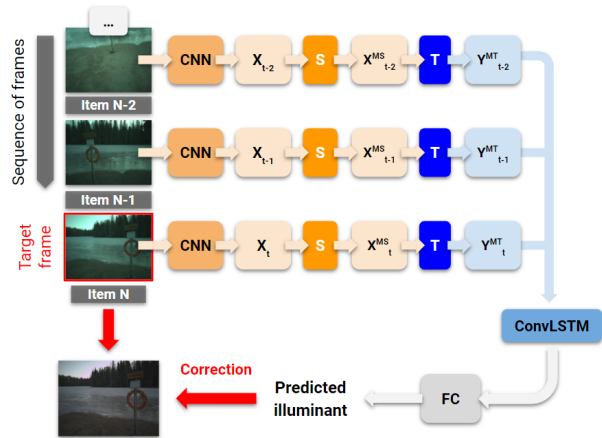 ...
Sequence of frames
CNN
X t-2
S
X MS t-2
T
Y MT t-2
Item N-2
CNN
X t-1
S
X MS t-1
T
Y MT t-1
Item N-1
Target
frame
CNN
X t
S
X MS t
T
Y MT t
Item N
ConvLSTM
Correction
Predicted
illuminant
FC